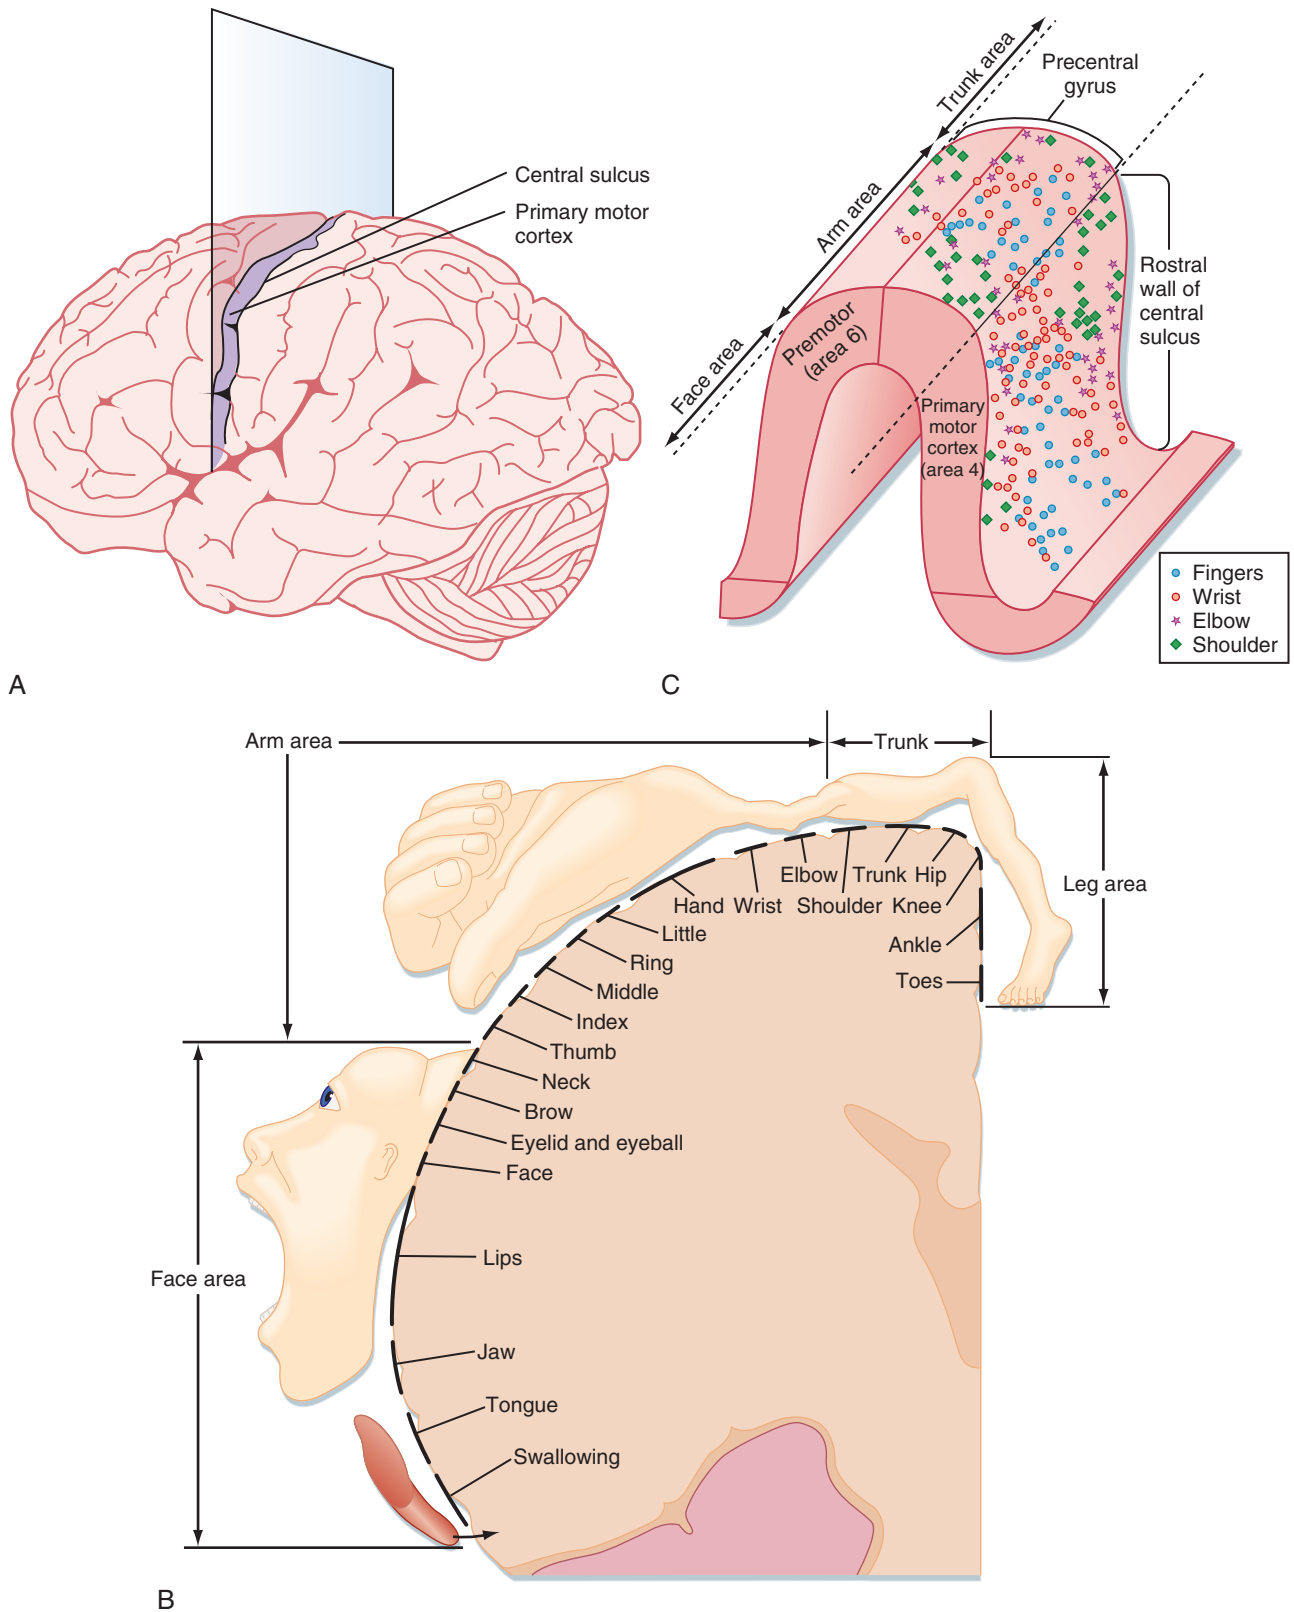 Central sulcus
Primary motor
cortex
A
Trunk area
Arm area
Face area
Precentral
gyrus
Rostral
wall of
central
sulcus
Premotor
(area 6)
Primary
motor
cortex
(area 4)
Fingers
Wrist
Elbow
Shoulder
C
Arm area
Trunk
Leg area
Elbow
Trunk
Hip
Hand
Wrist
Shoulder
Knee
Little
Ankle
Ring
Toes
Middle
Index
Thumb
Neck
Brow
Eyelid and eyeball
Face
Lips
Face area
Jaw
Tongue
Swallowing
B